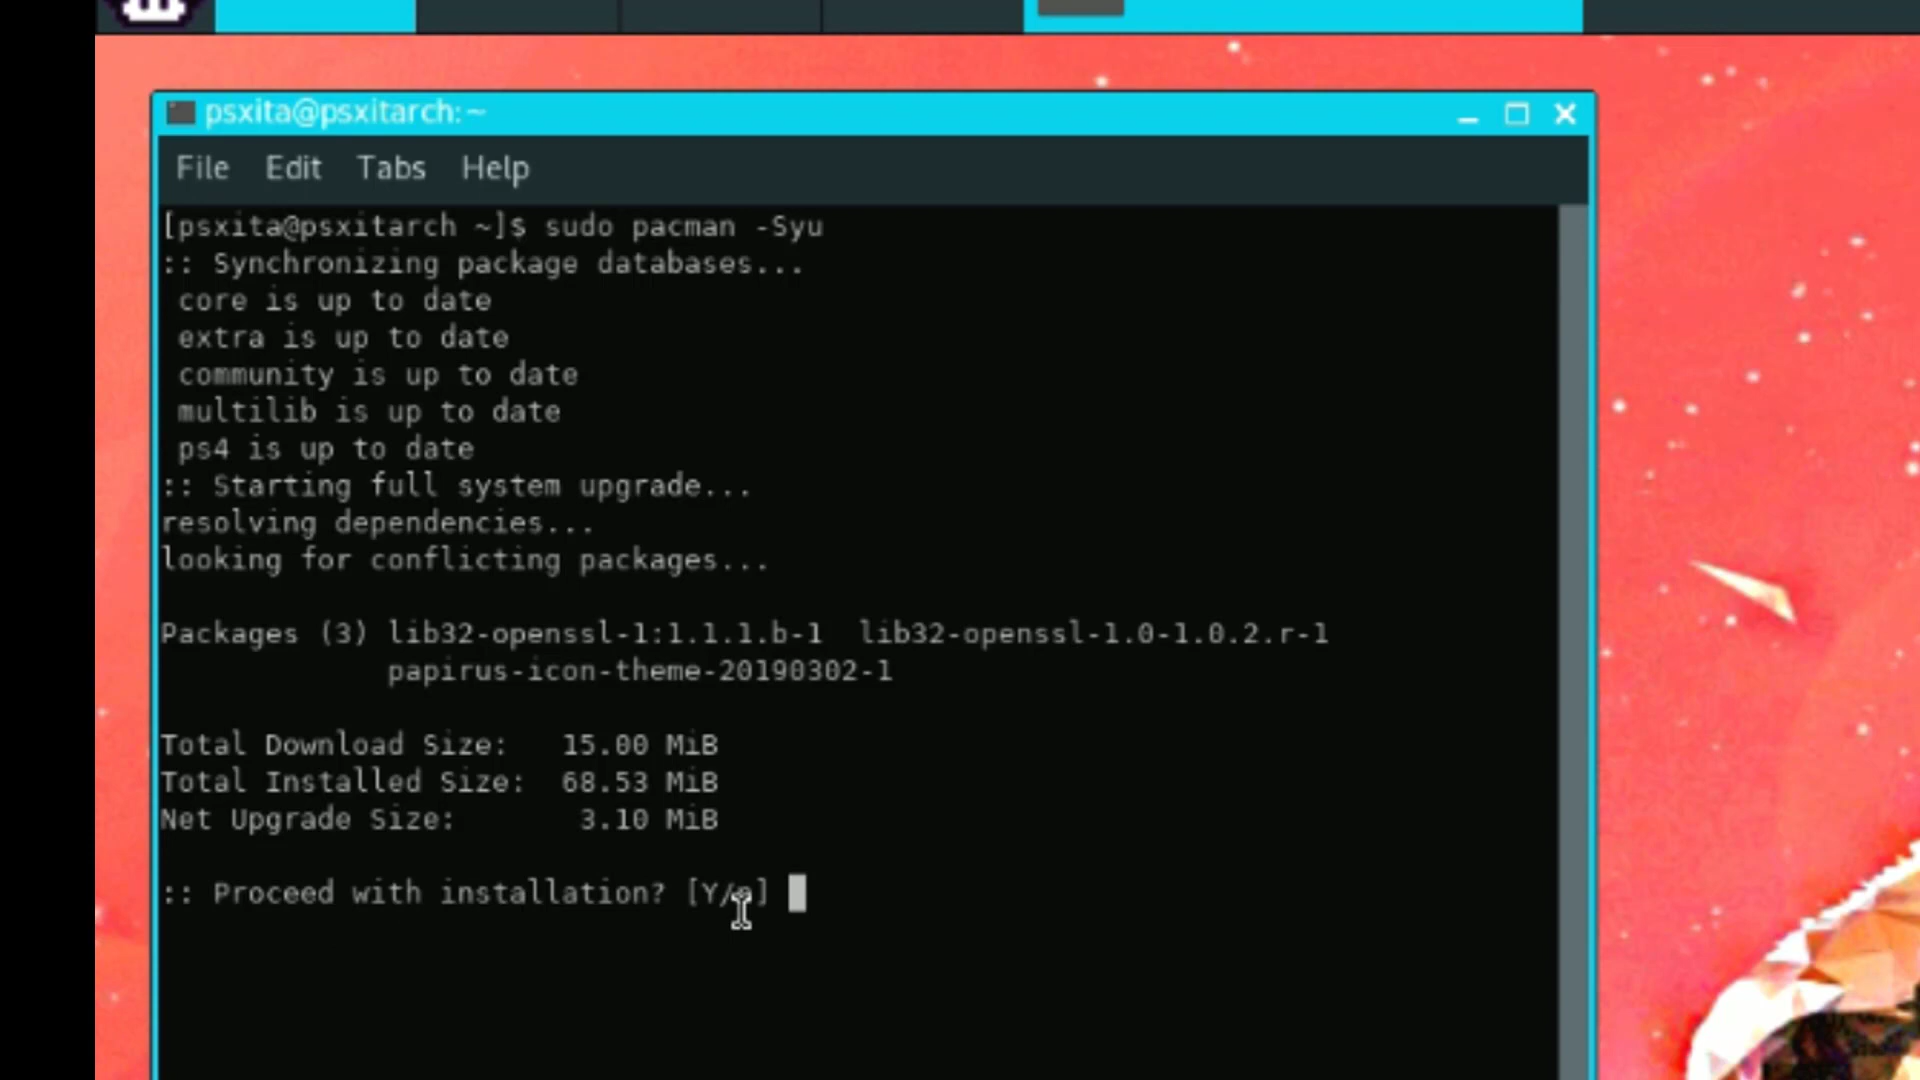 psxita@psxitarch:~
File Edit Tabs Help
[psxita@psxitarch ~]$ sudo pacman -Syu
:: Synchronizing package databases...
core is up to date
extra is up to date
community is up to date
multilib is up to date
ps4 is up to date
:: Starting full system upgrade...
resolving dependencies...
looking for conflicting packages...
Packages (3) lib32-openssl-1:1.1.1.b-1 lib32-openssl-1.0-1.0.2.r-1
papirus-icon-theme-20190302-1
Total Download Size: 15.00 MiB
Total Installed Size: 68.53 MiB
Net Upgrade Size: 3.10 MiB
:: Proceed with installation? [Y/n]